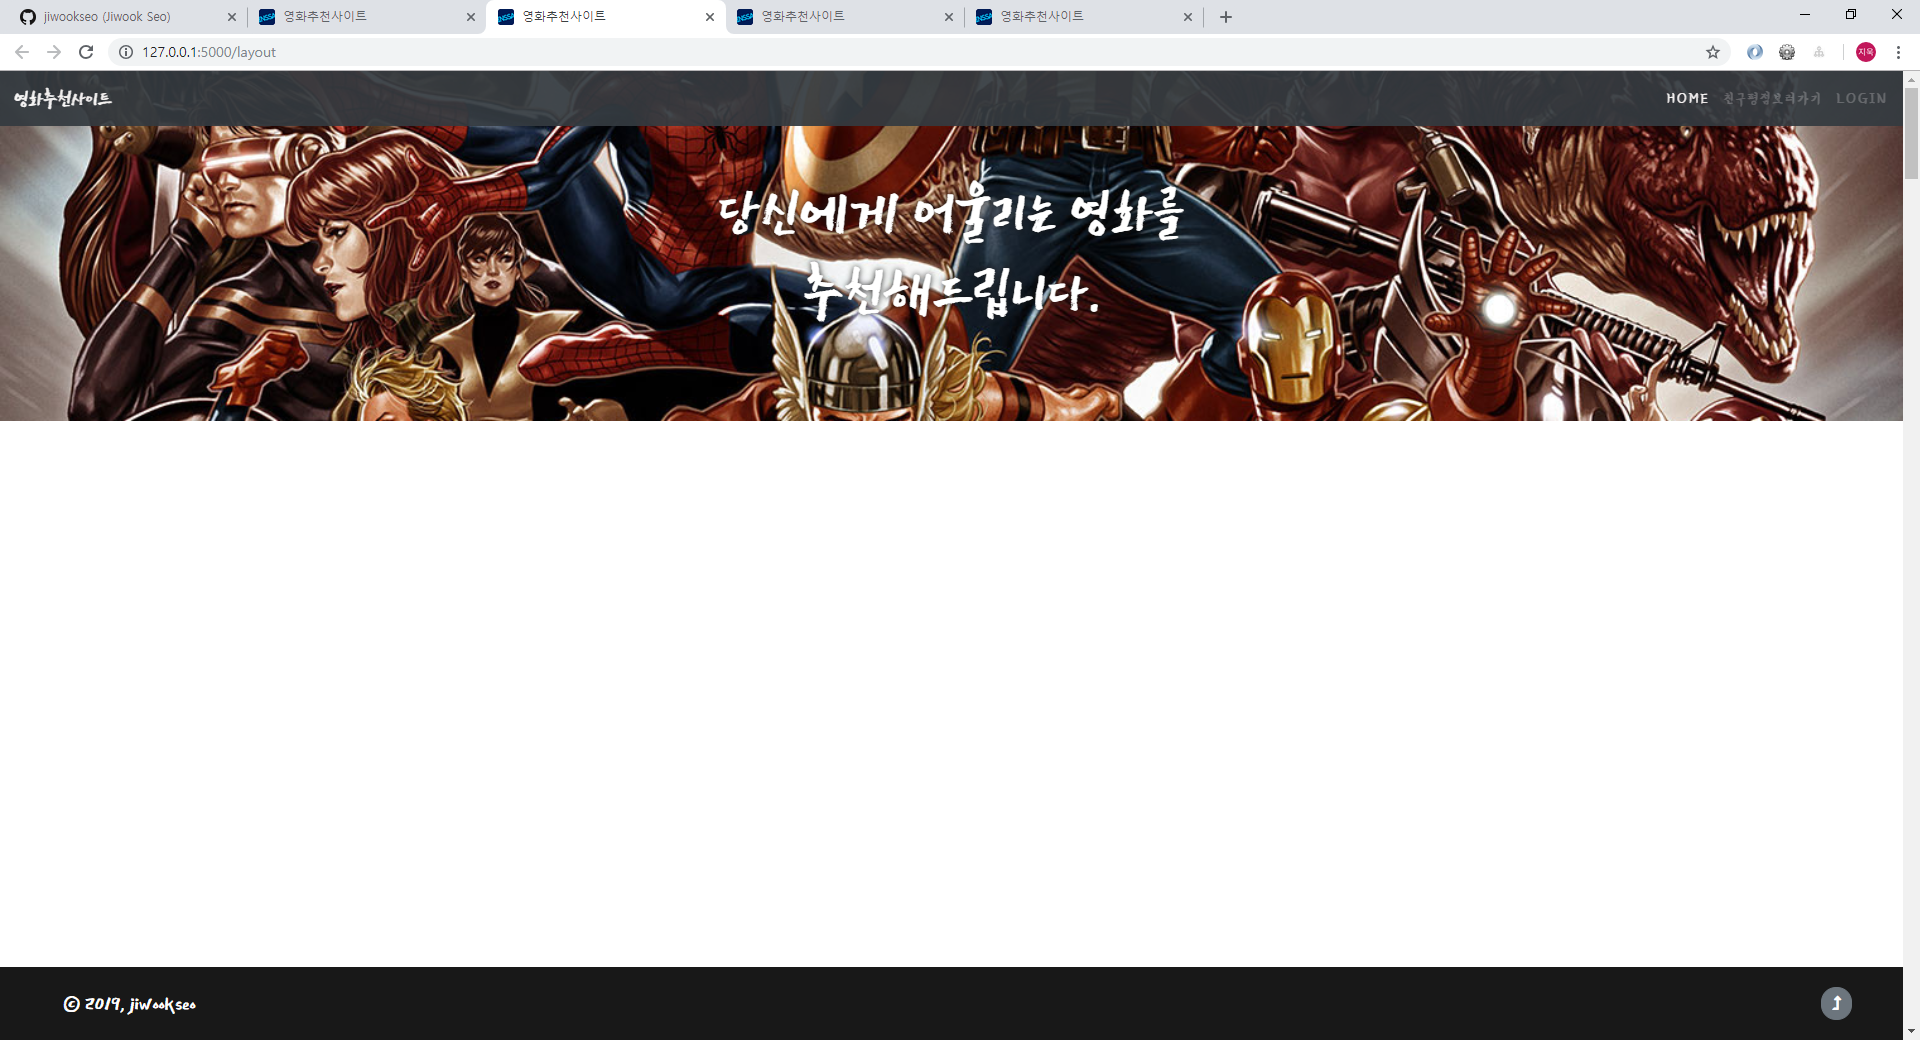 jiwookseo (Jiwook Seo)
영화추천사이트
영화추천사이트
영화추천사이트
영화추천사이트
127.0.0.1:5000/layout
지욱
영화추천사이트
HOME 친구평점보러가기 LOGIN
당신에게 어울리는 영화를
추천해드립니다.
© 2019, jiwookseo